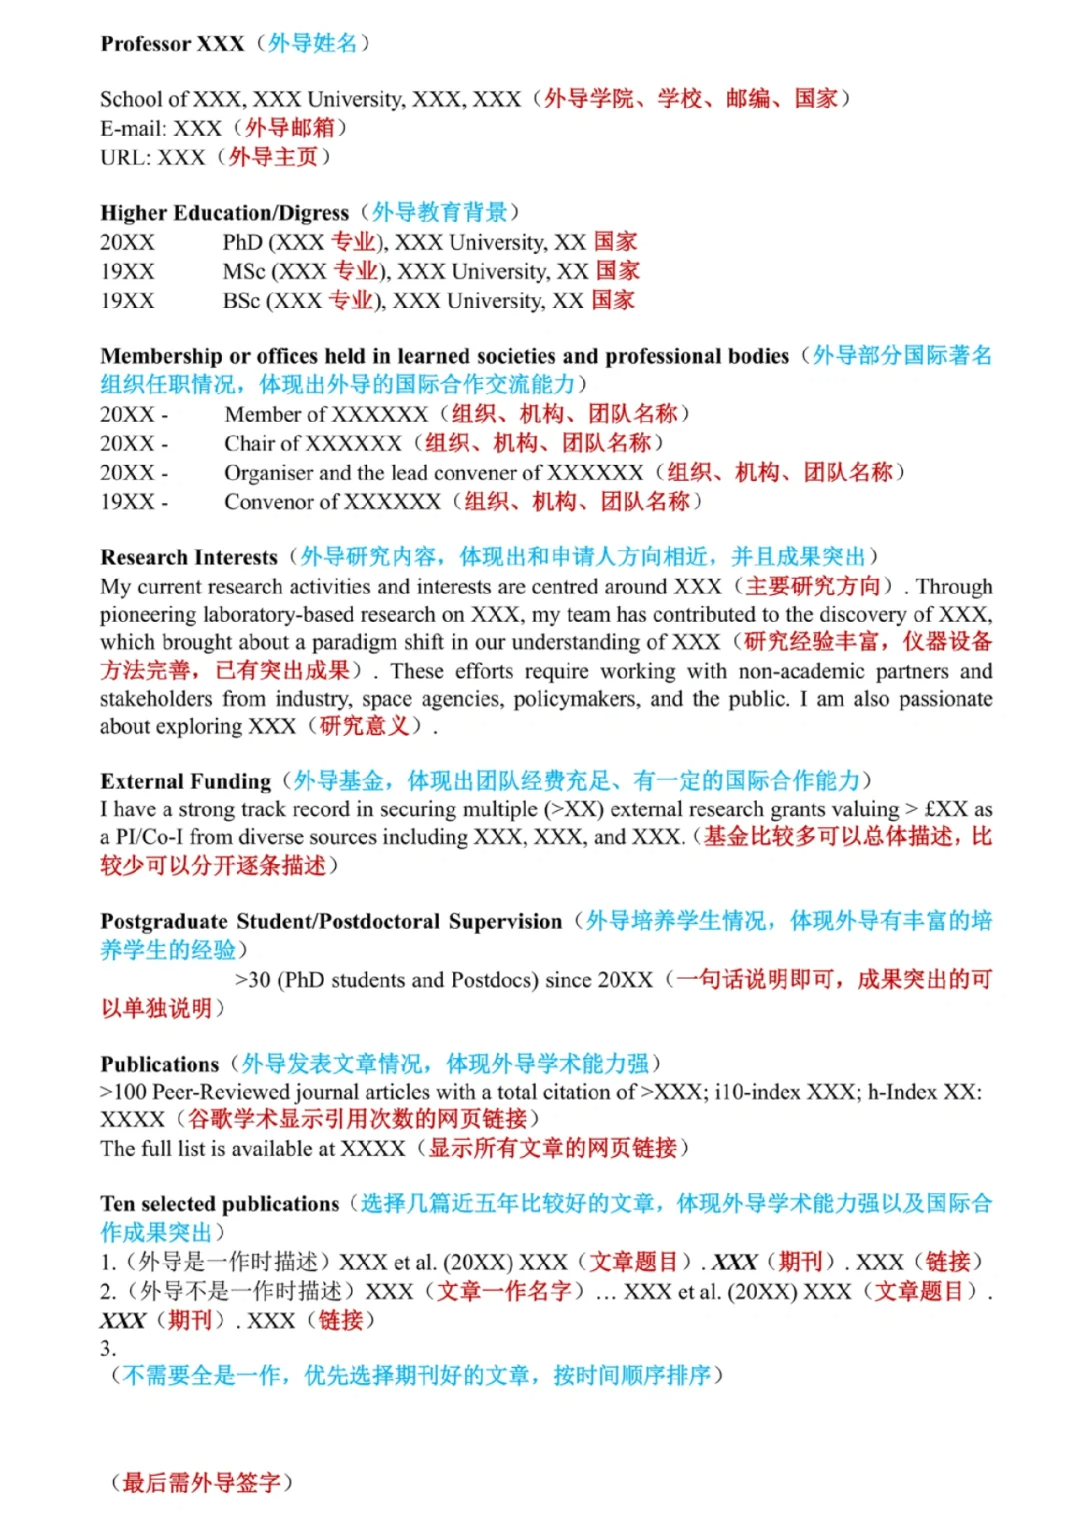 Professor XXX（外导姓名）
School of XXX, XXX University, XXX, XXX（外导学院、学校、邮编、国家）
E-mail: XXX（外导邮箱）
URL: XXX（外导主页）
Higher Education/Digress（外导教育背景）
20XX PhD (XXX 专业), XXX University, XX 国家
19XX MSc (XXX 专业), XXX University, XX 国家
19XX BSc (XXX 专业), XXX University, XX 国家
Membership or offices held in learned societies and professional bodies（外导部分国际著名
组织任职情况，体现出外导的国际合作交流能力）
20XX - Member of XXXXXX（组织、机构、团队名称）
20XX - Chair of XXXXXX（组织、机构、团队名称）
20XX - Organiser and the lead convener of XXXXXX（组织、机构、团队名称）
19XX - Convenor of XXXXXX（组织、机构、团队名称）
Research Interests（外导研究内容，体现出和申请人方向相近，并且成果突出）
My current research activities and interests are centred around XXX（主要研究方向）. Through
pioneering laboratory-based research on XXX, my team has contributed to the discovery of XXX,
which brought about a paradigm shift in our understanding of XXX（研究经验丰富，仪器设备
方法完善，已有突出成果）. These efforts require working with non-academic partners and
stakeholders from industry, space agencies, policymakers, and the public. I am also passionate
about exploring XXX（研究意义）.
External Funding（外导基金，体现出团队经费充足、有一定的国际合作能力）
I have a strong track record in securing multiple (>XX) external research grants valuing > £XX as
a PI/Co-I from diverse sources including XXX, XXX, and XXX.（基金比较多可以总体描述，比
较少可以分开逐条描述）
Postgraduate Student/Postdoctoral Supervision（外导培养学生情况，体现外导有丰富的培
养学生的经验）
>30 (PhD students and Postdocs) since 20XX（一句话说明即可，成果突出的可
以单独说明）
Publications（外导发表文章情况，体现外导学术能力强）
>100 Peer-Reviewed journal articles with a total citation of >XXX; i10-index XXX; h-Index XX:
XXXX（谷歌学术显示引用次数的网页链接）
The full list is available at XXXX（显示所有文章的网页链接）
Ten selected publications（选择几篇近五年比较好的文章，体现外导学术能力强以及国际合
作成果突出）
1.（外导是一作时描述）XXX et al. (20XX) XXX（文章题目）. XXX（期刊）. XXX（链接）
2.（外导不是一作时描述）XXX（文章一作名字）… XXX et al. (20XX) XXX（文章题目）.
XXX（期刊）. XXX（链接）
3.
（不需要全是一作，优先选择期刊好的文章，按时间顺序排序）
（最后需外导签字）